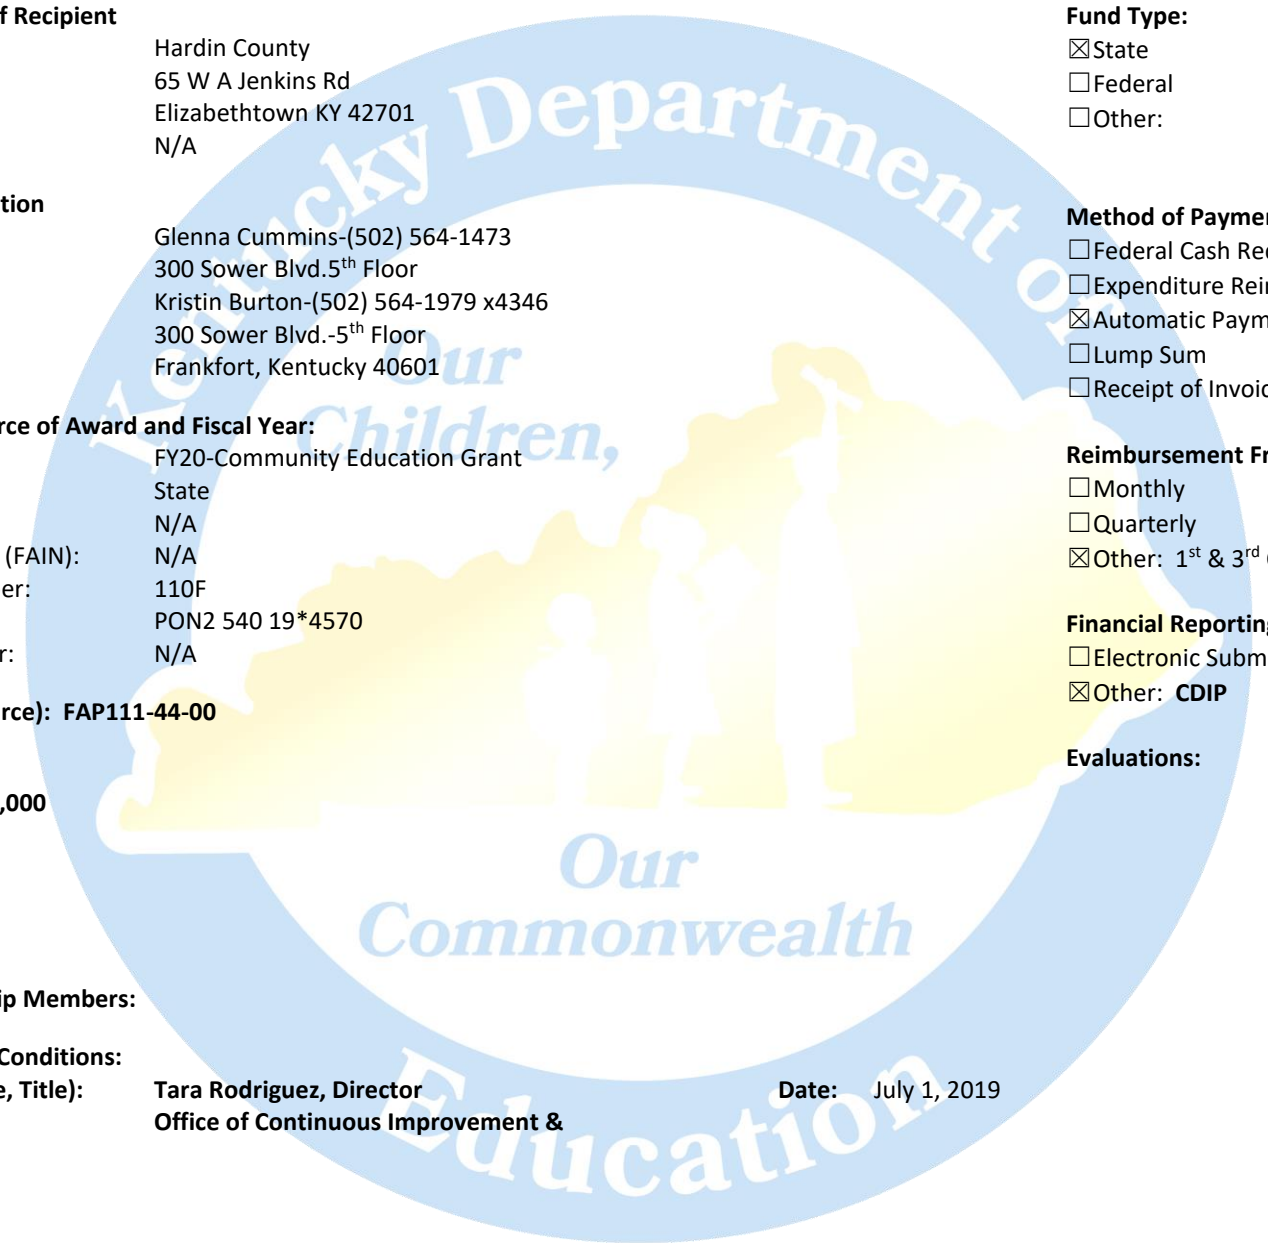 f Recipient
Hardin County
65 W A Jenkins Rd
Elizabethtown KY 42701
N/A
tion
Glenna Cummins-(502) 564-1473
300 Sower Blvd.5th Floor
Kristin Burton-(502) 564-1979 x4346
300 Sower Blvd.-5th Floor
Frankfort, Kentucky 40601
rce of Award and Fiscal Year:
FY20-Community Education Grant
State
N/A
(FAIN): N/A
er: 110F
PON2 540 19*4570
r: N/A
rce): FAP111-44-00
,000
ip Members:
Conditions:
e, Title): Tara Rodriguez, Director Date: July 1, 2019
Office of Continuous Improvement &
Fund Type:
☒State
☐Federal
☐Other:
Method of Paymen
☐Federal Cash Re
☐Expenditure Rei
☒Automatic Paym
☐Lump Sum
☐Receipt of Invoi
Reimbursement Fr
☐Monthly
☐Quarterly
☒Other: 1st & 3rd
Financial Reporting
☐Electronic Subm
☒Other: CDIP
Evaluations:
Kentucky Department of
Education
Our
Children,
Our
Commonwealth